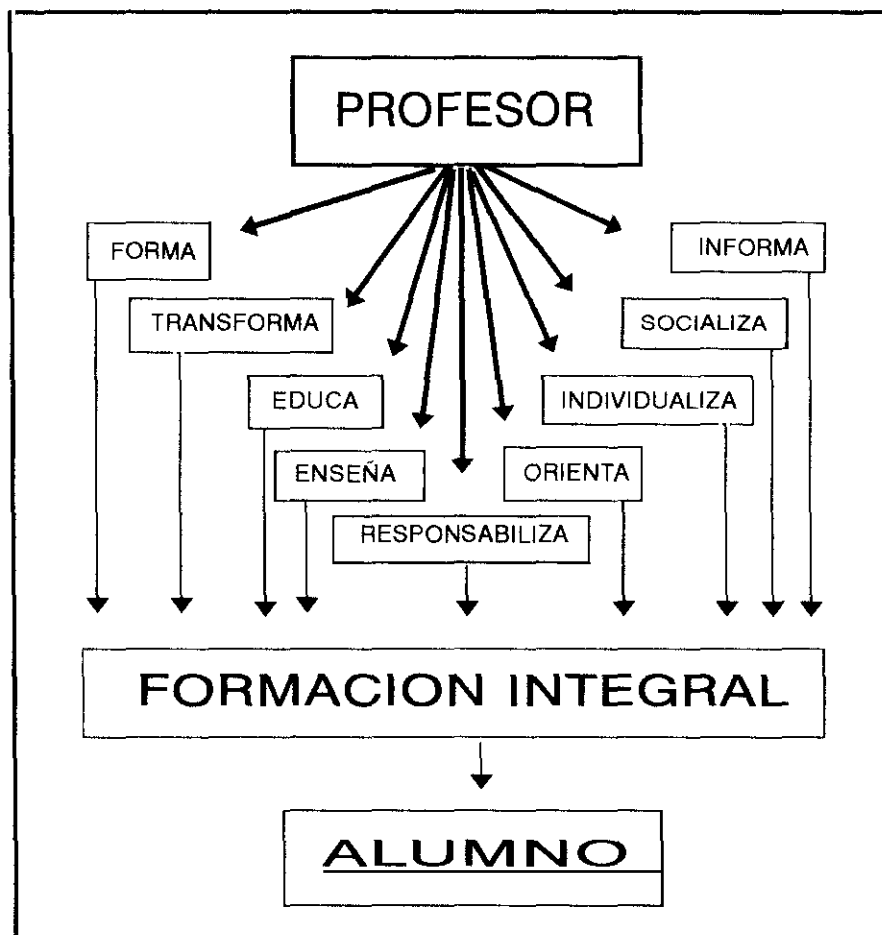 PROFESOR
FORMA
INFORMA
TRANSFORMA
SOCIALIZA
EDUCA
INDIVIDUALIZA
ENSEÑA
ORIENTA
RESPONSABILIZA
FORMACION INTEGRAL
ALUMNO